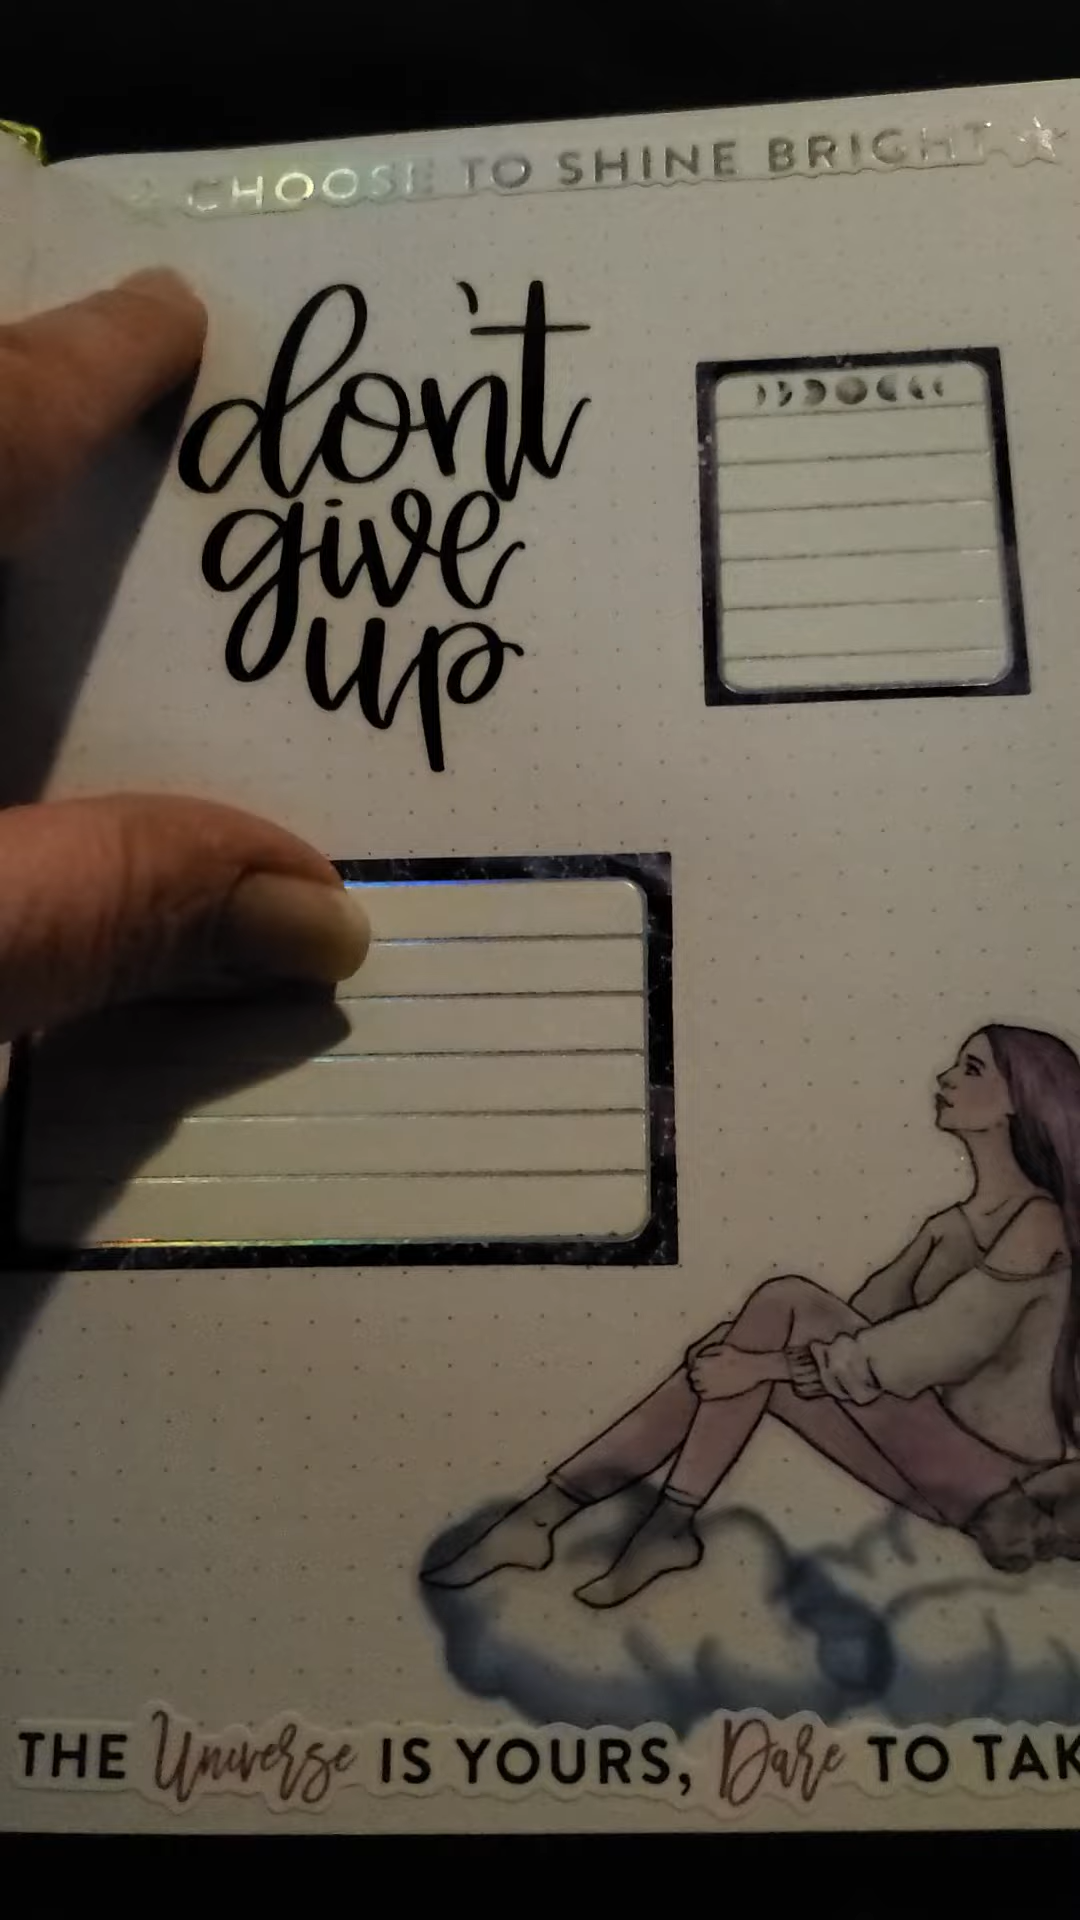 CHOOSE TO SHINE BRIGHT
don't
give
up
THE Universe IS YOURS, Dare TO TAK